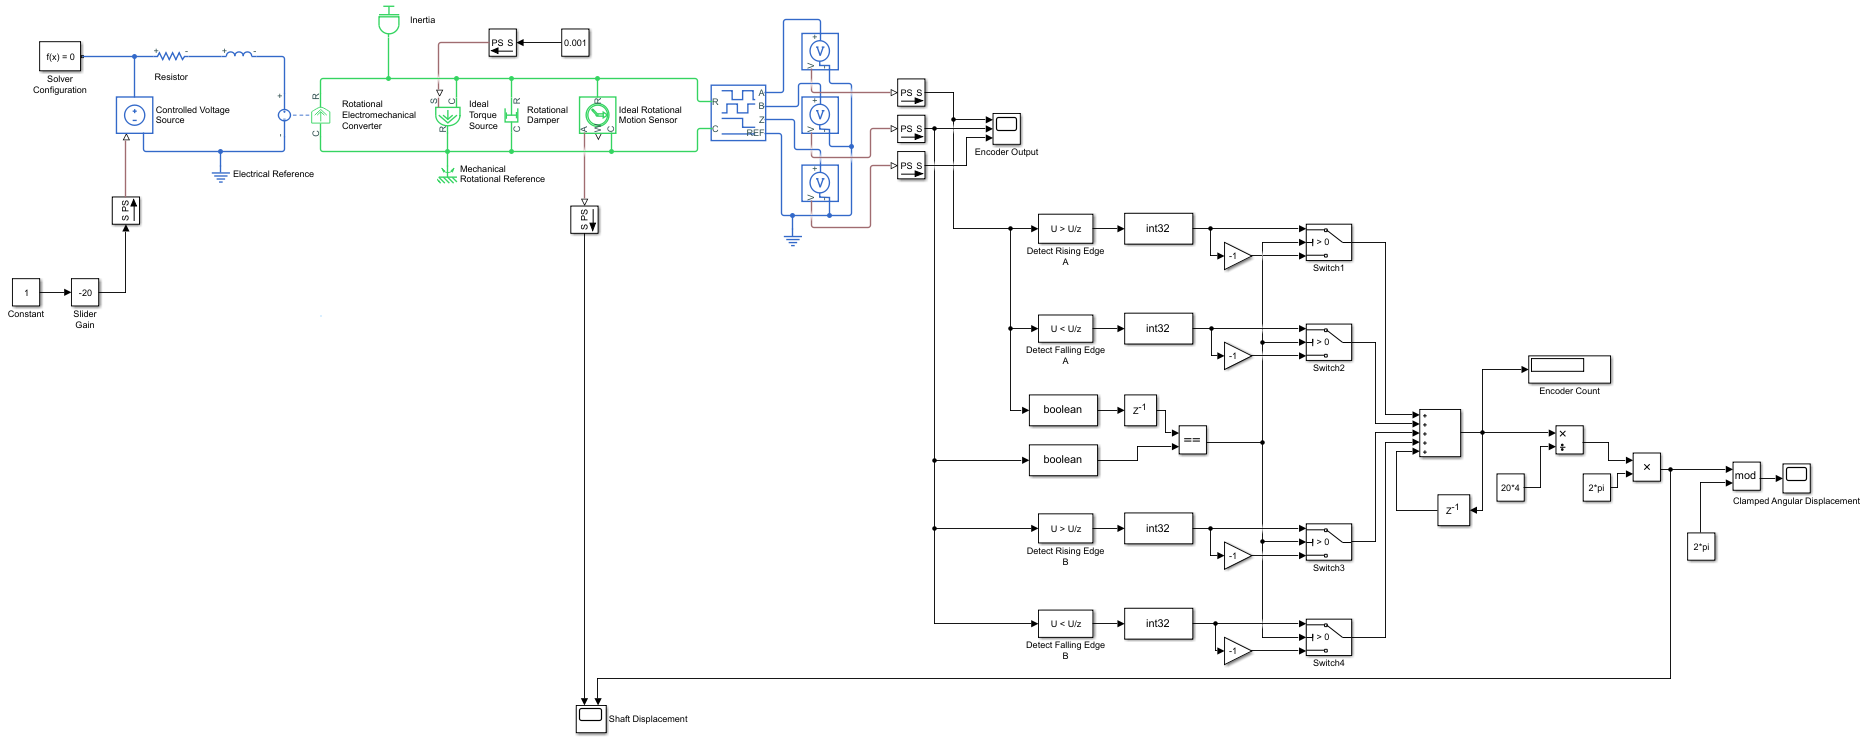 Inertia
f(x) = 0
Solver
Configuration
+
-
Resistor
+
-
PS S
0.001
Controlled Voltage
Source
+
-
+
-
R
C
Rotational
Electromechanical
Converter
S
C
R
Ideal
Torque
Source
R
C
Rotational
Damper
R
A
W
C
Ideal Rotational
Motion Sensor
R
C
A
B
Z
REF
+
V
-
V
+
V
-
V
+
V
-
V
PS S
PS S
PS S
Encoder Output
Electrical Reference
Mechanical
Rotational Reference
S PS
S PS
1
Constant
-20
Slider
Gain
U > U/z
Detect Rising Edge
A
int32
-1
> 0
Switch1
U < U/z
Detect Falling Edge
A
int32
-1
> 0
Switch2
boolean
z-1
boolean
==
Encoder Count
+
+
+
+
+
×
÷
20*4
2*pi
×
mod
Clamped Angular Displacement
z-1
2*pi
U > U/z
Detect Rising Edge
B
int32
-1
> 0
Switch3
U < U/z
Detect Falling Edge
B
int32
-1
> 0
Switch4
Shaft Displacement